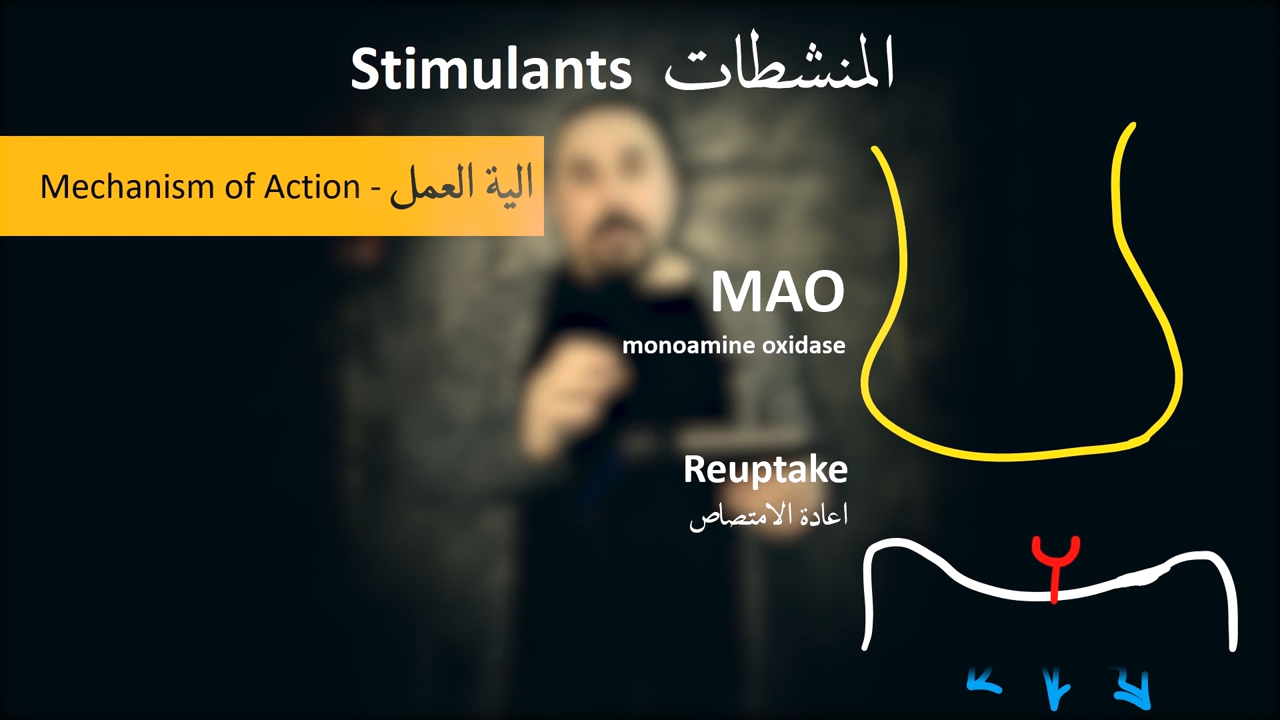 Stimulants المنشطات
Mechanism of Action - الية العمل
MAO
monoamine oxidase
Reuptake
اعادة الامتصاص